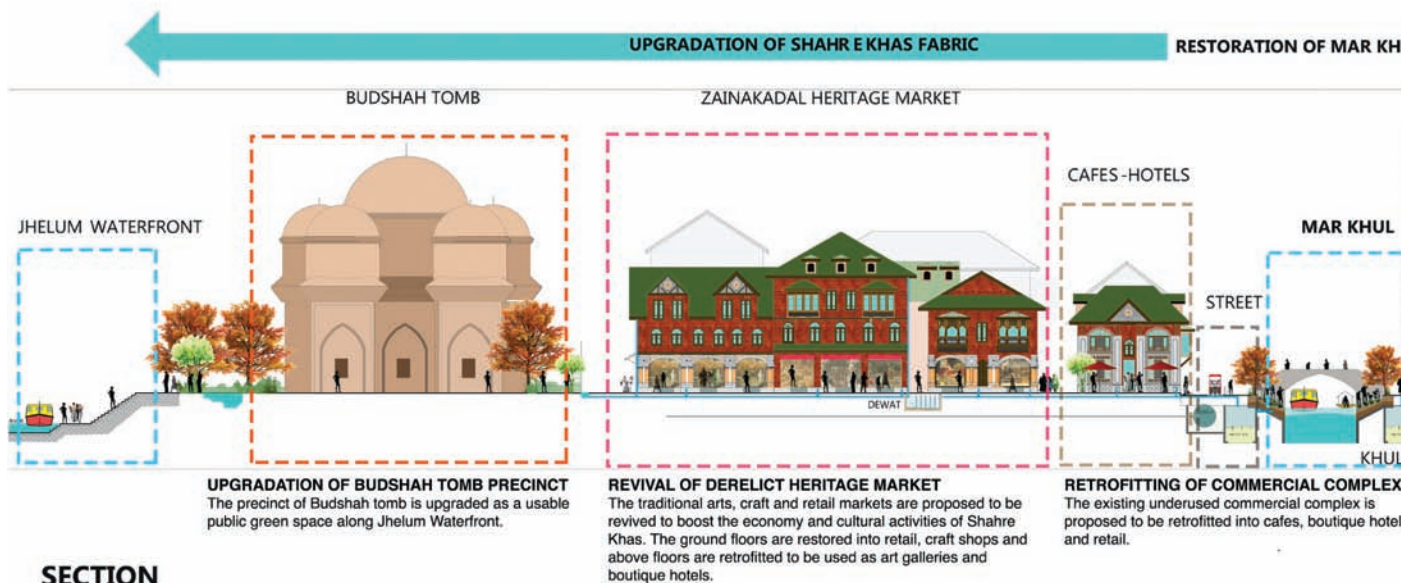 UPGRADATION OF SHAHR E KHAS FABRIC
RESTORATION OF MAR KH
BUDSHAH TOMB
ZAINAKADAL HERITAGE MARKET
CAFES-HOTELS
JHELUM WATERFRONT
MAR KHUL
STREET
DEWAT
KHUL
UPGRADATION OF BUDSHAH TOMB PRECINCT
The precinct of Budshah tomb is upgraded as a usable
public green space along Jhelum Waterfront.
REVIVAL OF DERELICT HERITAGE MARKET
The traditional arts, craft and retail markets are proposed to be
revived to boost the economy and cultural activities of Shahre
Khas. The ground floors are restored into retail, craft shops and
above floors are retrofitted to be used as art galleries and
boutique hotels.
RETROFITTING OF COMMERCIAL COMPLEX
The existing underused commercial complex is
proposed to be retrofitted into cafes, boutique hotel
and retail.
SECTION